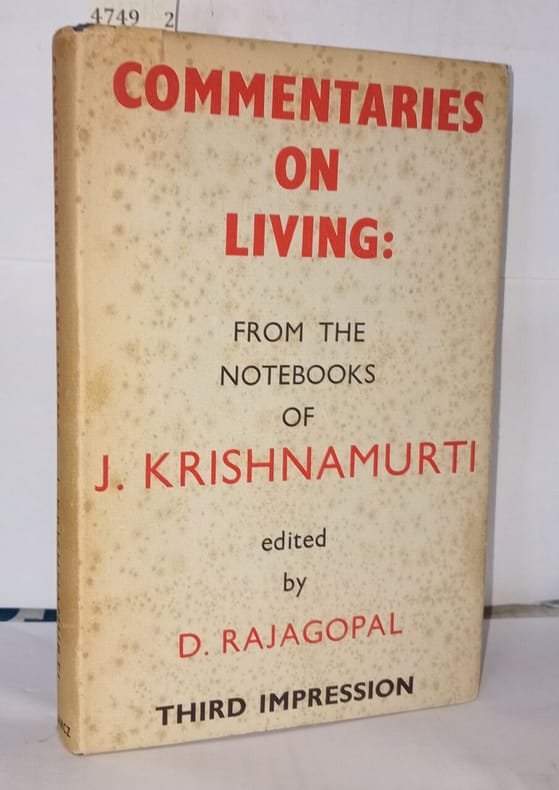 4749 2
COMMENTARIES
ON
LIVING:
FROM THE
NOTEBOOKS
OF
J. KRISHNAMURTI
edited
by
D. RAJAGOPAL
THIRD IMPRESSION